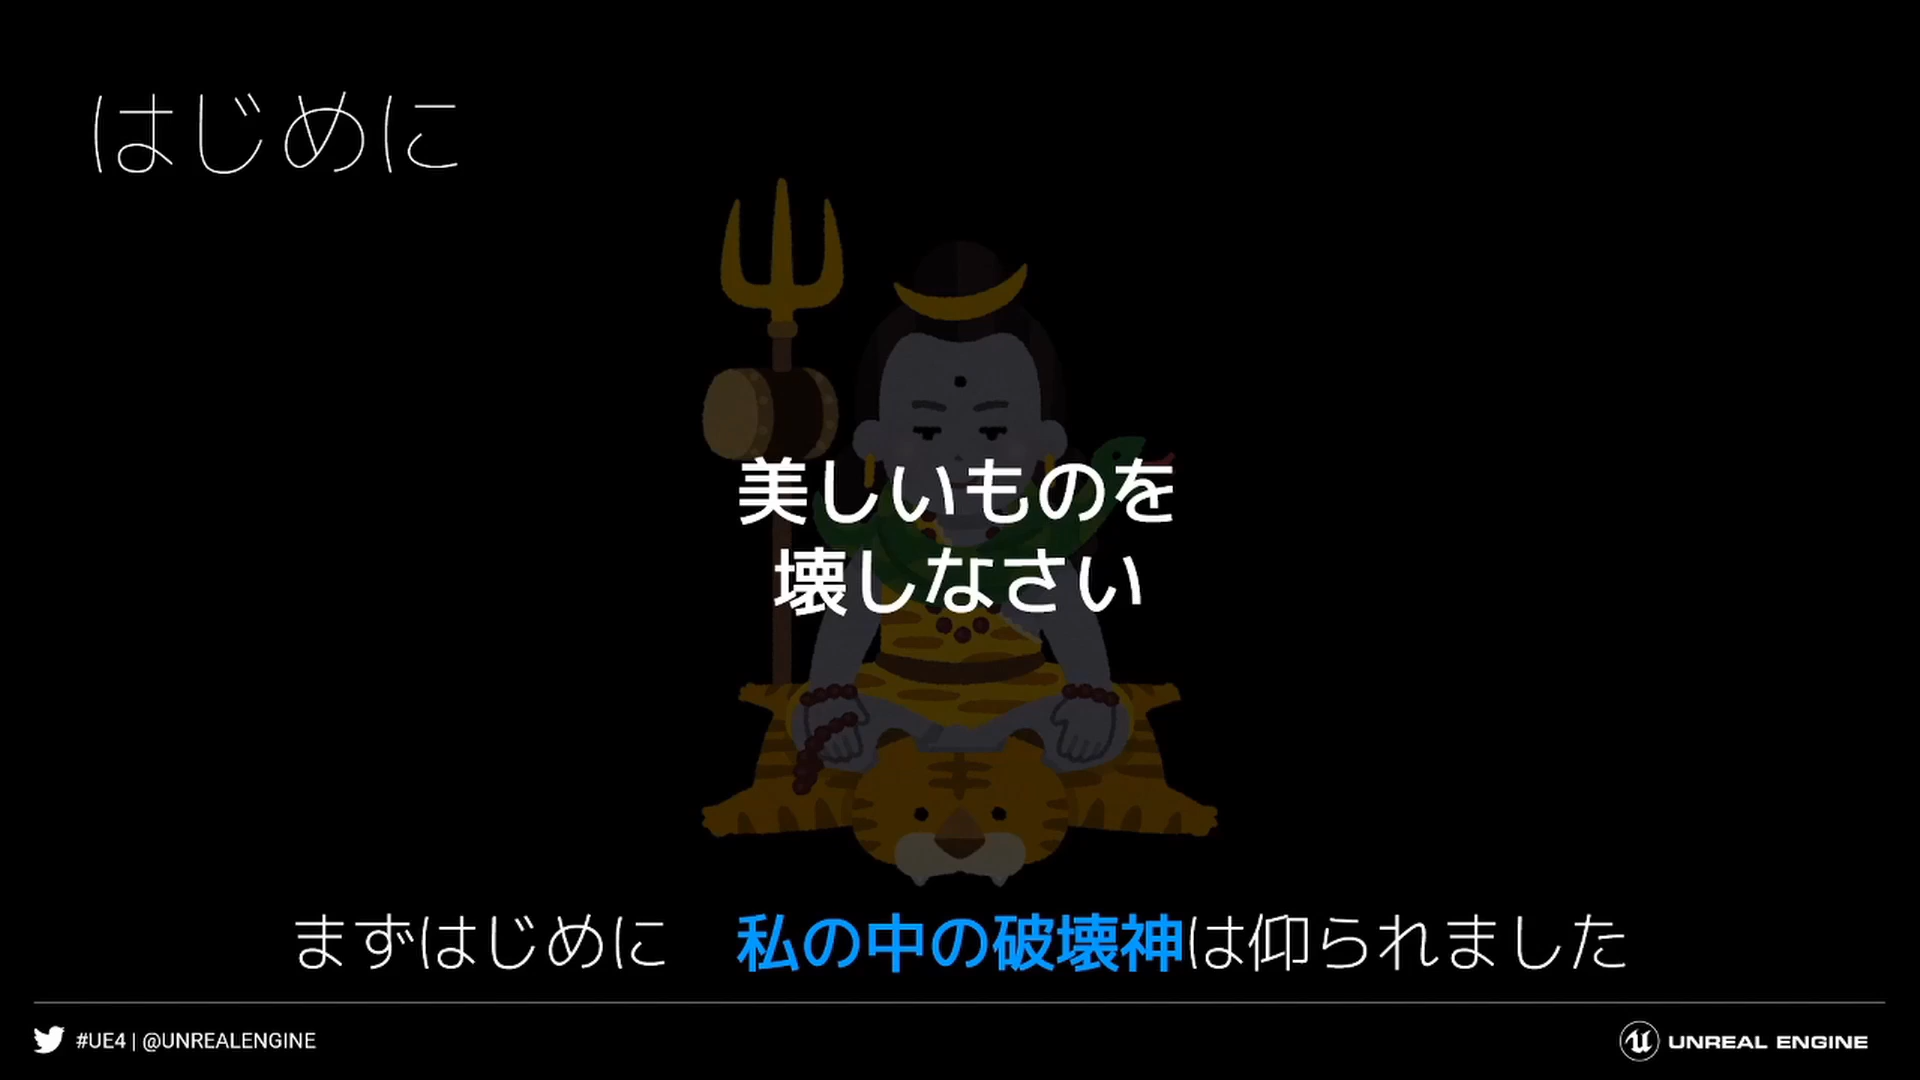 はじめに
美しいものを
壊しなさい
まずはじめに　私の中の破壊神は仰られました
#UE4 | @UNREALENGINE
UNREAL ENGINE